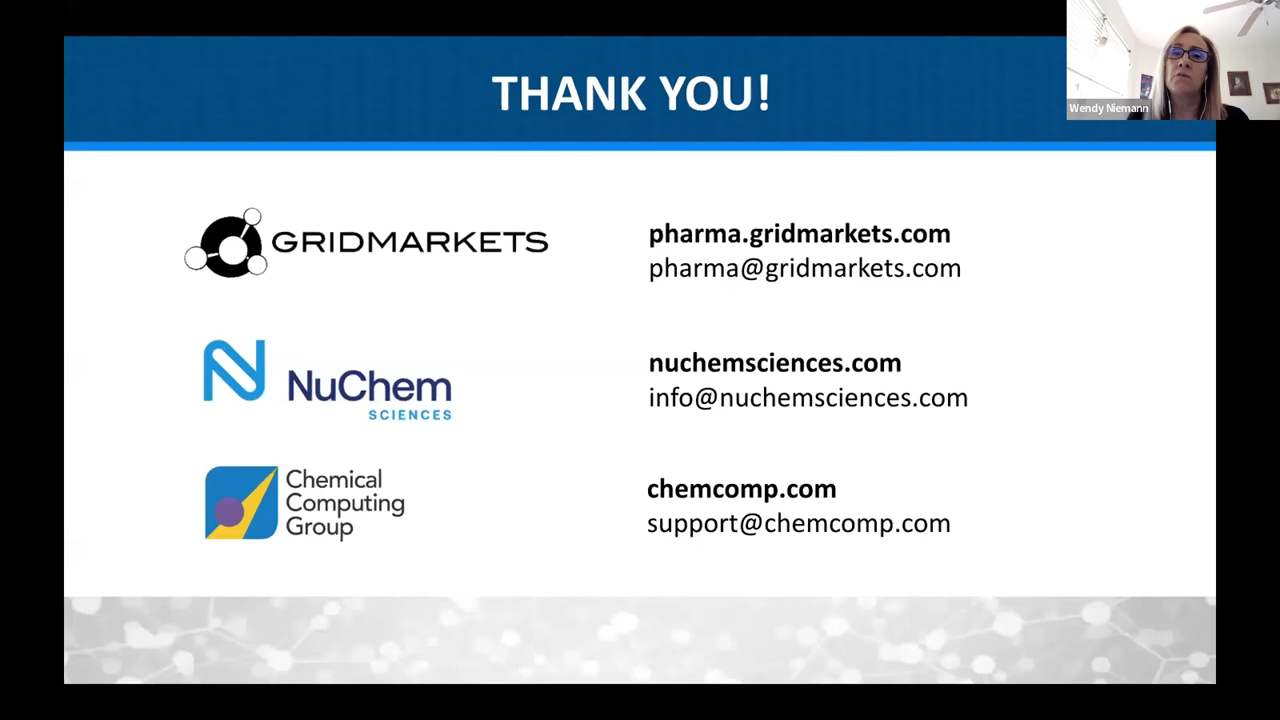 THANK YOU!
Wendy Niemann
GRIDMARKETS
pharma.gridmarkets.com
pharma@gridmarkets.com
NuChem
SCIENCES
nuchemsciences.com
info@nuchemsciences.com
Chemical
Computing
Group
chemcomp.com
support@chemcomp.com